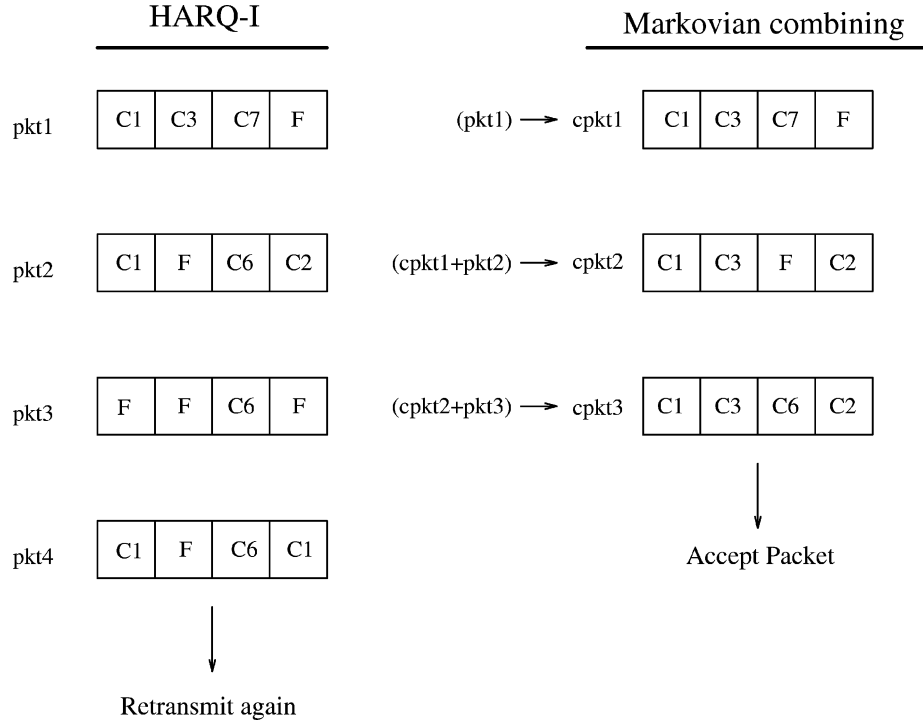 HARQ-I
Markovian combining
pkt1 C1 C3 C7 F
(pkt1) → cpkt1 C1 C3 C7 F
pkt2 C1 F C6 C2
(cpkt1+pkt2) → cpkt2 C1 C3 F C2
pkt3 F F C6 F
(cpkt2+pkt3) → cpkt3 C1 C3 C6 C2
pkt4 C1 F C6 C1
Accept Packet
Retransmit again